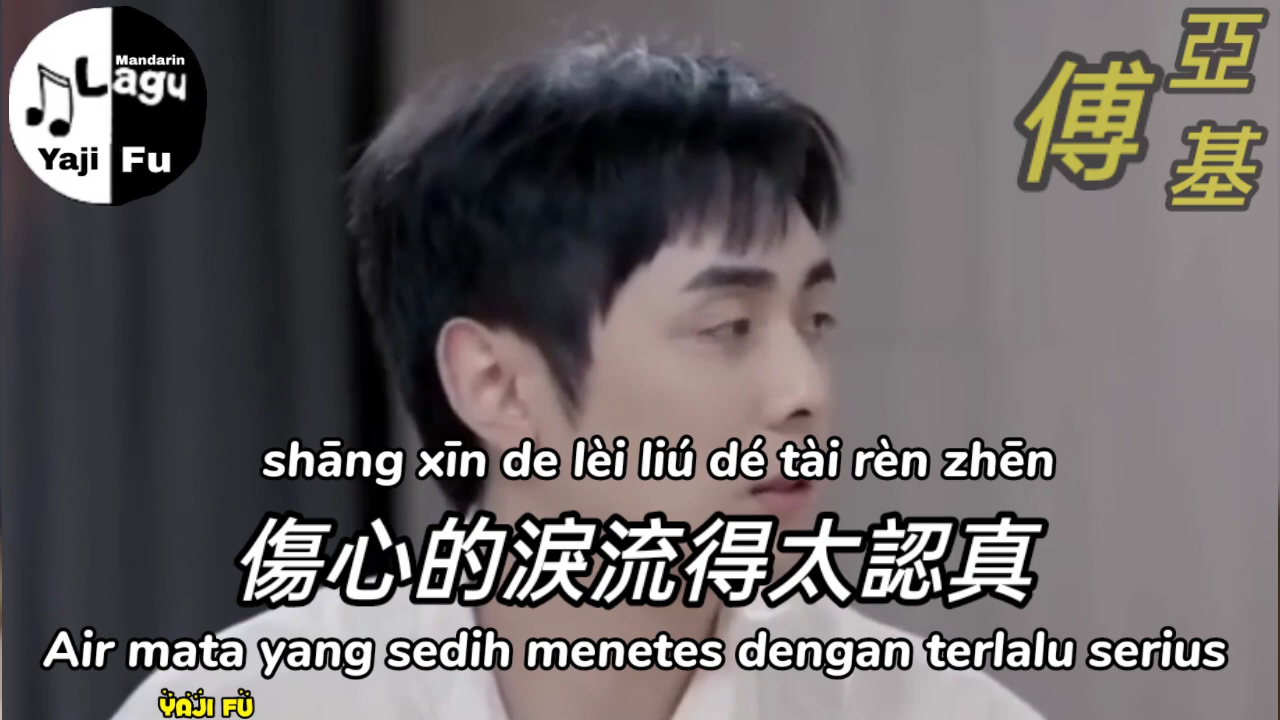 Mandarin
Lagu
Yaji Fu
亞
傅
基
shāng xīn de lèi liú dé tài rèn zhēn
傷心的淚流得太認真
Air mata yang sedih menetes dengan terlalu serius
YAJI FU